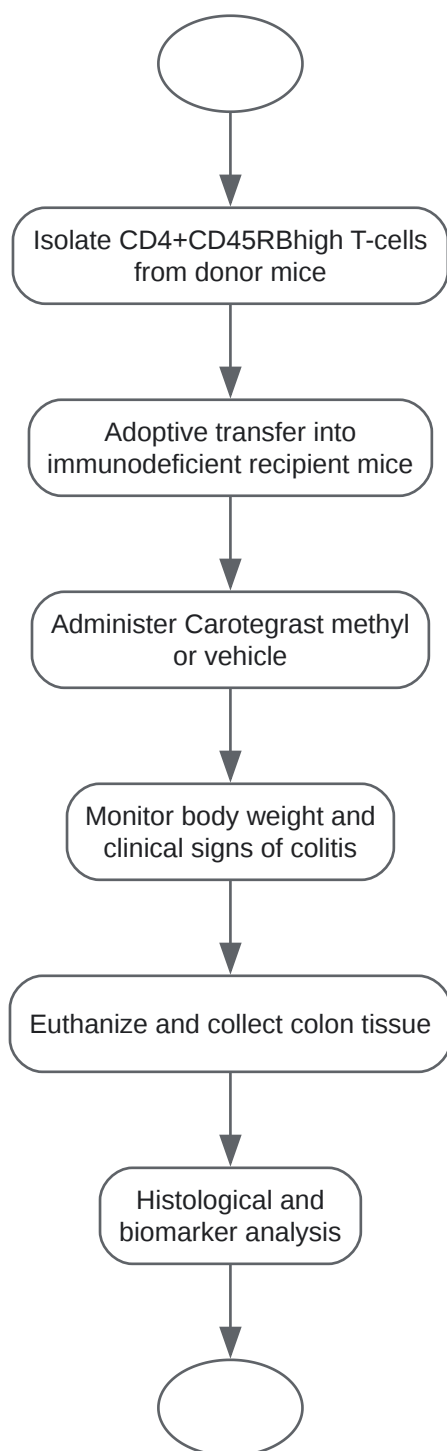 Isolate CD4+CD45RBhigh T-cells
from donor mice
Adoptive transfer into
immunodeficient recipient mice
Administer Carotegrast methyl
or vehicle
Monitor body weight and
clinical signs of colitis
Euthanize and collect colon tissue
Histological and
biomarker analysis